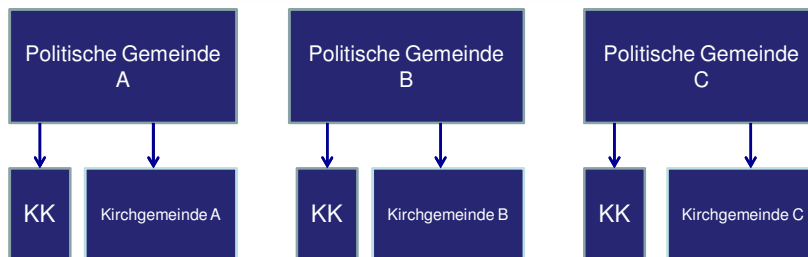 Politische Gemeinde
A
Politische Gemeinde
B
Politische Gemeinde
C
KK
Kirchgemeinde A
KK
Kirchgemeinde B
KK
Kirchgemeinde C